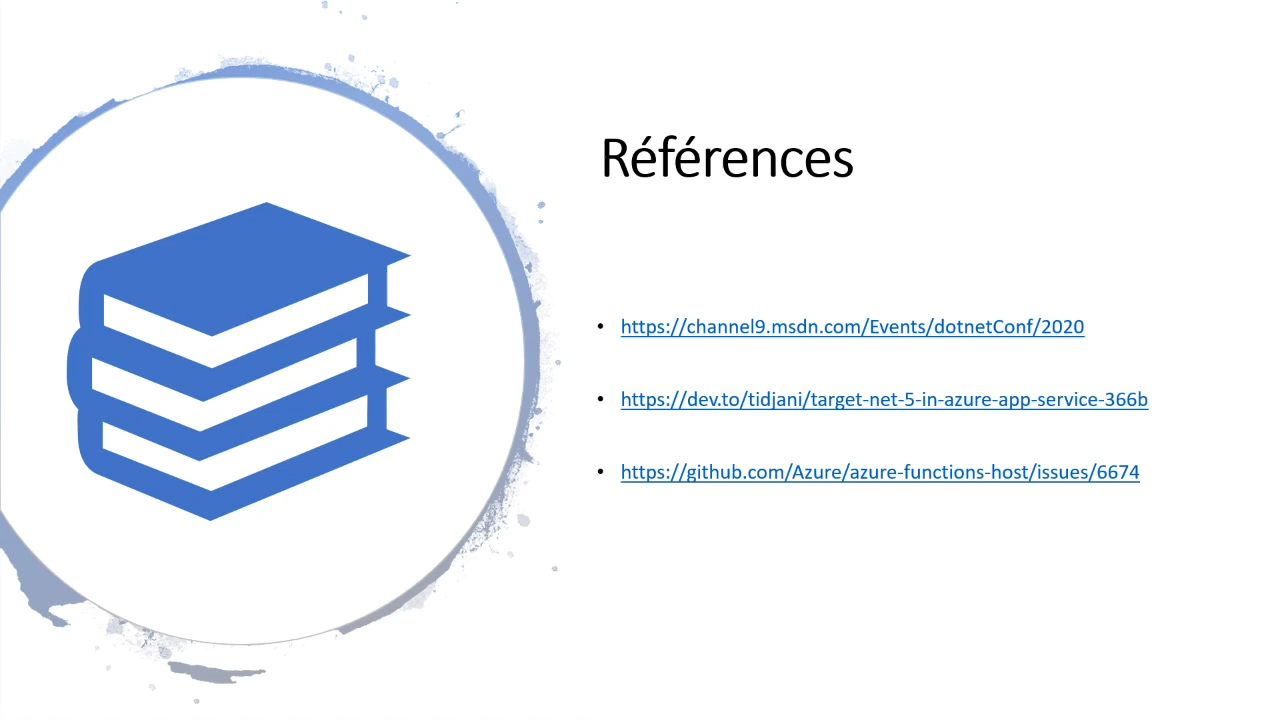 Références
• https://channel9.msdn.com/Events/dotnetConf/2020
• https://dev.to/tidjani/target-net-5-in-azure-app-service-366b
• https://github.com/Azure/azure-functions-host/issues/6674